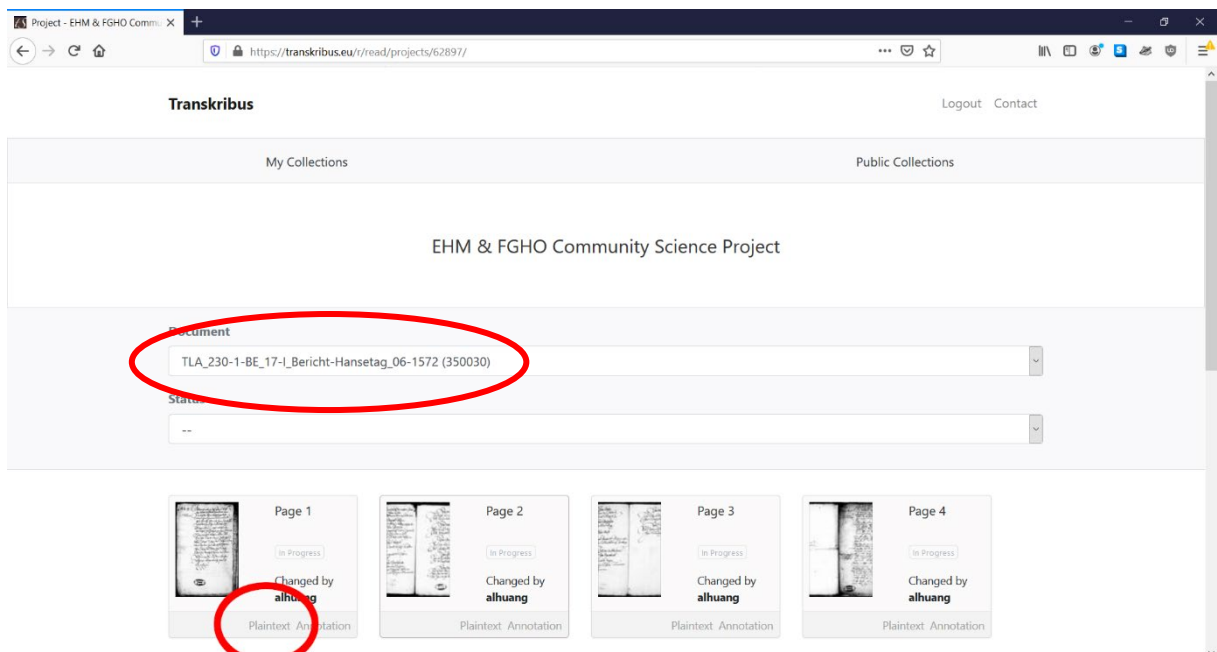 Project - EHM & FGHO Commu
https://transkribus.eu/r/read/projects/62897/
Transkribus
Logout Contact
My Collections
Public Collections
EHM & FGHO Community Science Project
Document
TLA_230-1-BE_17-I_Bericht-Hansetag_06-1572 (350030)
Status
--
Page 1
In Progress
Changed by
alhuang
Plaintext Annotation
Page 2
In Progress
Changed by
alhuang
Plaintext Annotation
Page 3
In Progress
Changed by
alhuang
Plaintext Annotation
Page 4
In Progress
Changed by
alhuang
Plaintext Annotation